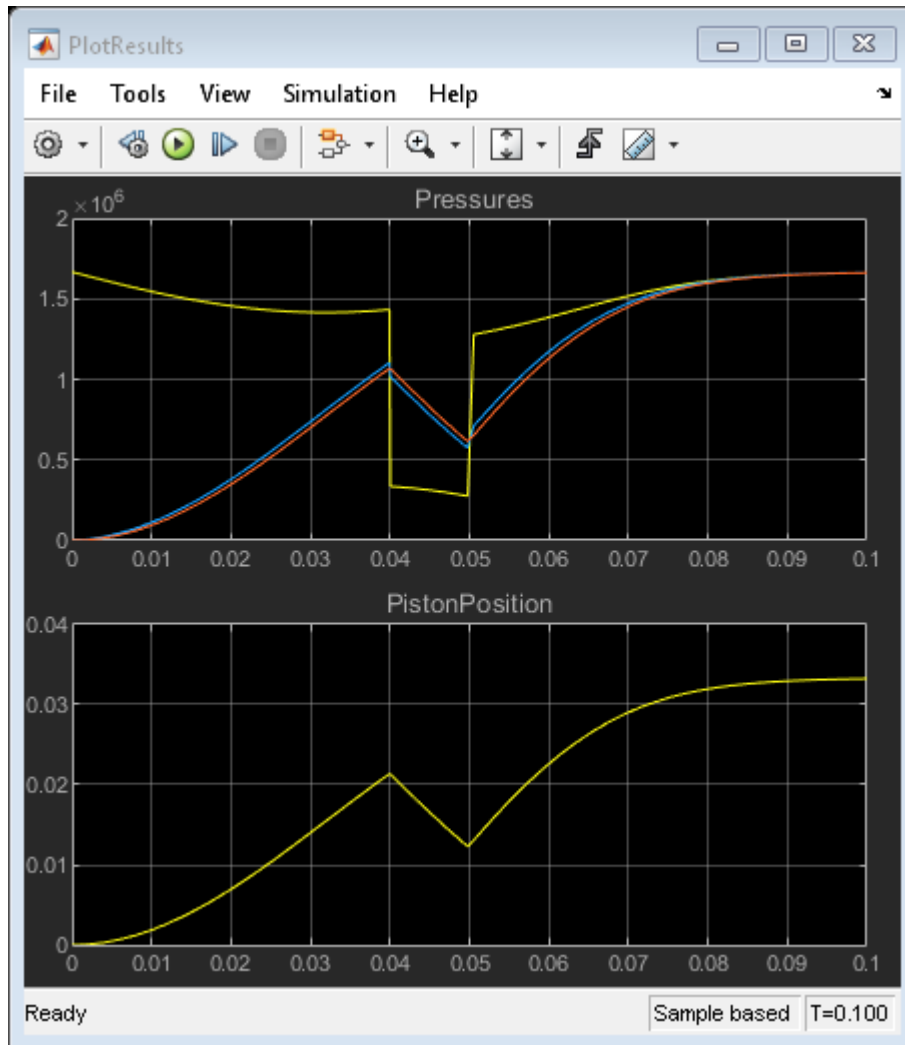 PlotResults
File Tools View Simulation Help
Pressures
×10⁶
2
1.5
1
0.5
0
0 0.01 0.02 0.03 0.04 0.05 0.06 0.07 0.08 0.09 0.1
PistonPosition
0.04
0.03
0.02
0.01
0
0 0.01 0.02 0.03 0.04 0.05 0.06 0.07 0.08 0.09 0.1
Ready Sample based T=0.100